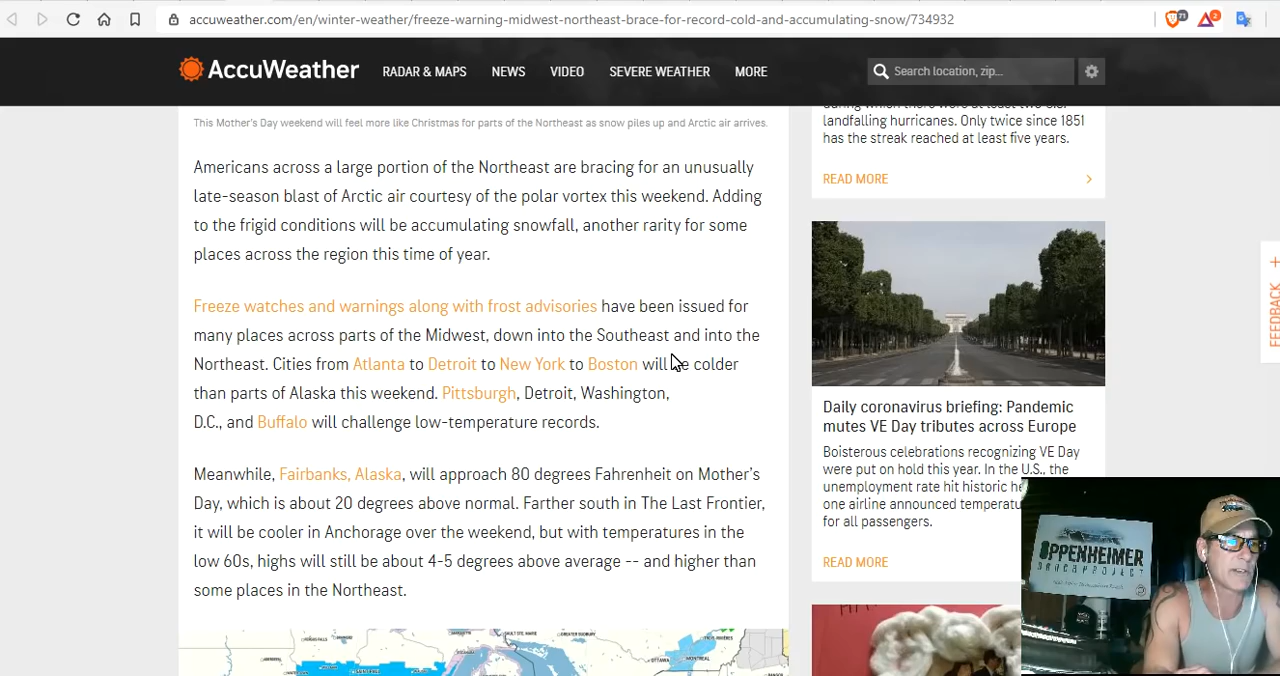 accuweather.com/en/winter-weather/freeze-warning-midwest-northeast-brace-for-record-cold-and-accumulating-snow/734932
71
2
AccuWeather
RADAR & MAPS
NEWS
VIDEO
SEVERE WEATHER
MORE
Search location, zip...
This Mother's Day weekend will feel more like Christmas for parts of the Northeast as snow piles up and Arctic air arrives.
Americans across a large portion of the Northeast are bracing for an unusually
late-season blast of Arctic air courtesy of the polar vortex this weekend. Adding
to the frigid conditions will be accumulating snowfall, another rarity for some
places across the region this time of year.
Freeze watches and warnings along with frost advisories have been issued for
many places across parts of the Midwest, down into the Southeast and into the
Northeast. Cities from Atlanta to Detroit to New York to Boston will be colder
than parts of Alaska this weekend. Pittsburgh, Detroit, Washington,
D.C., and Buffalo will challenge low-temperature records.
Meanwhile, Fairbanks, Alaska, will approach 80 degrees Fahrenheit on Mother's
Day, which is about 20 degrees above normal. Farther south in The Last Frontier,
it will be cooler in Anchorage over the weekend, but with temperatures in the
low 60s, highs will still be about 4-5 degrees above average -- and higher than
some places in the Northeast.
OTTAWA
MONTREAL
landfalling hurricanes. Only twice since 1851
has the streak reached at least five years.
READ MORE
Daily coronavirus briefing: Pandemic
mutes VE Day tributes across Europe
Boisterous celebrations recognizing VE Day
were put on hold this year. In the U.S., the
unemployment rate hit historic
one airline announced
for all passengers.
READ MORE
FEEDBACK
OPPENHEIMER
RANCH PROJECT